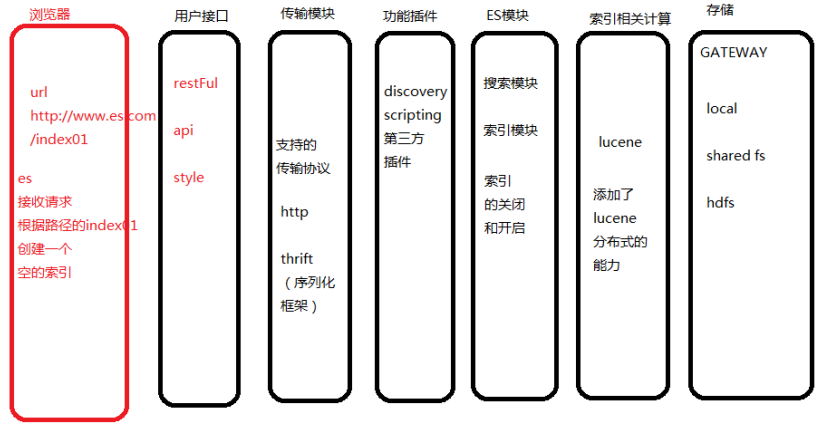 浏览器
url
http://www.es.com
/index01
es
接收请求
根据路径的index01
创建一个
空的索引
用户接口
restFul
api
style
传输模块
支持的
传输协议
http
thrift
（序列化
框架）
功能插件
discovery
scripting
第三方
插件
ES模块
搜索模块
索引模块
索引
的关闭
和开启
索引相关计算
lucene
添加了
lucene
分布式的
能力
存储
GATEWAY
local
shared fs
hdfs